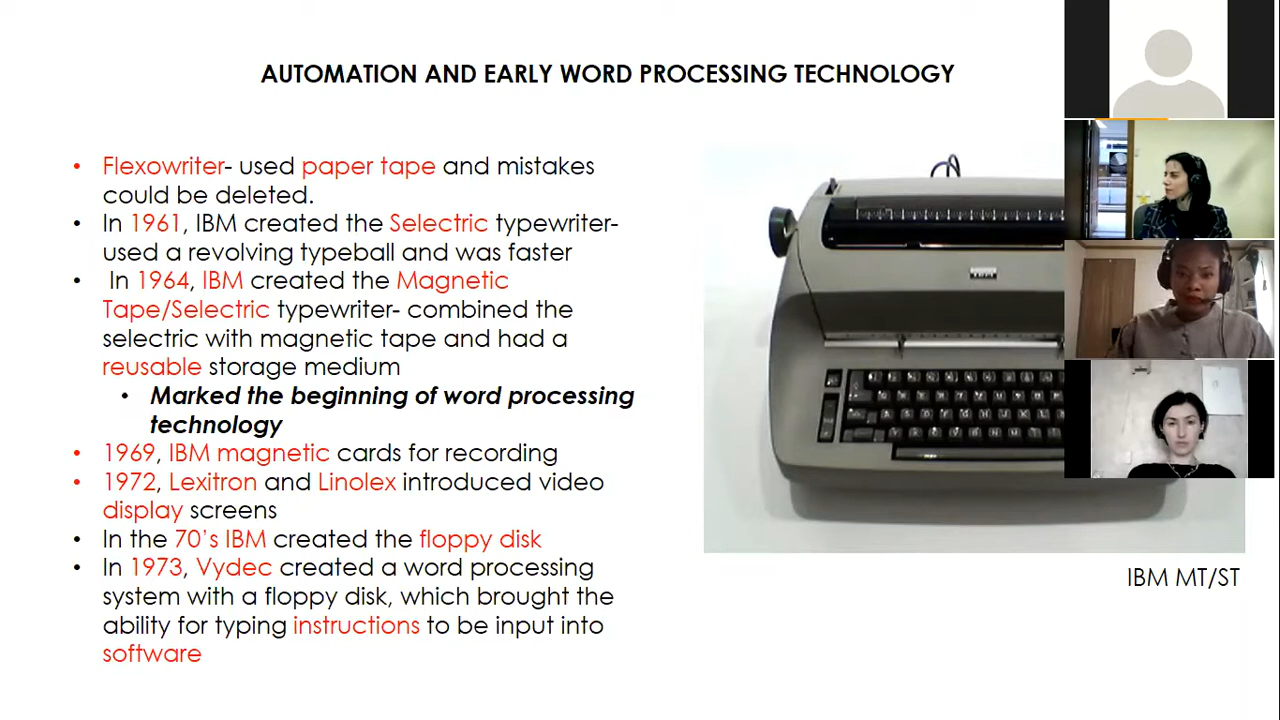 AUTOMATION AND EARLY WORD PROCESSING TECHNOLOGY
• Flexowriter- used paper tape and mistakes
could be deleted.
• In 1961, IBM created the Selectric typewriter-
used a revolving typeball and was faster
• In 1964, IBM created the Magnetic
Tape/Selectric typewriter- combined the
selectric with magnetic tape and had a
reusable storage medium
• Marked the beginning of word processing
technology
• 1969, IBM magnetic cards for recording
• 1972, Lexitron and Linolex introduced video
display screens
• In the 70's IBM created the floppy disk
• In 1973, Vydec created a word processing
system with a floppy disk, which brought the
ability for typing instructions to be input into
software
IBM
IBM MT/ST